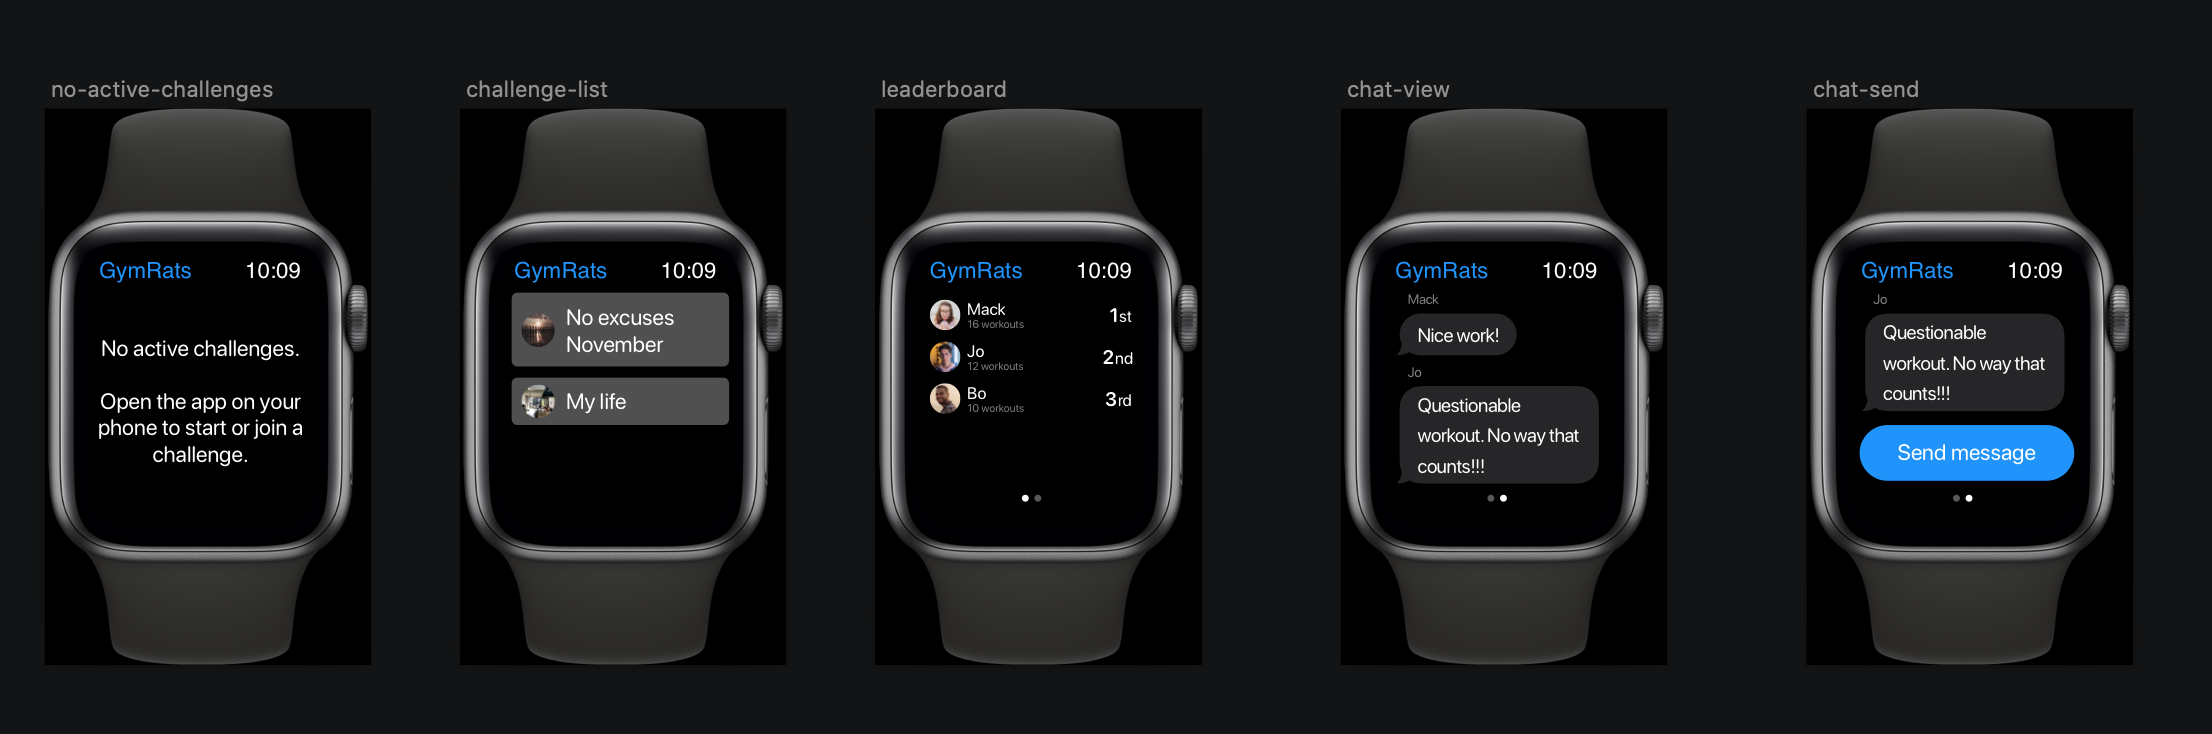 no-active-challenges
GymRats 10:09
No active challenges.
Open the app on your
phone to start or join a
challenge.
challenge-list
GymRats 10:09
No excuses
November
My life
leaderboard
GymRats 10:09
Mack
16 workouts
1st
Jo
12 workouts
2nd
Bo
10 workouts
3rd
chat-view
GymRats 10:09
Mack
Nice work!
Jo
Questionable
workout. No way that
counts!!!
chat-send
GymRats 10:09
Jo
Questionable
workout. No way that
counts!!!
Send message